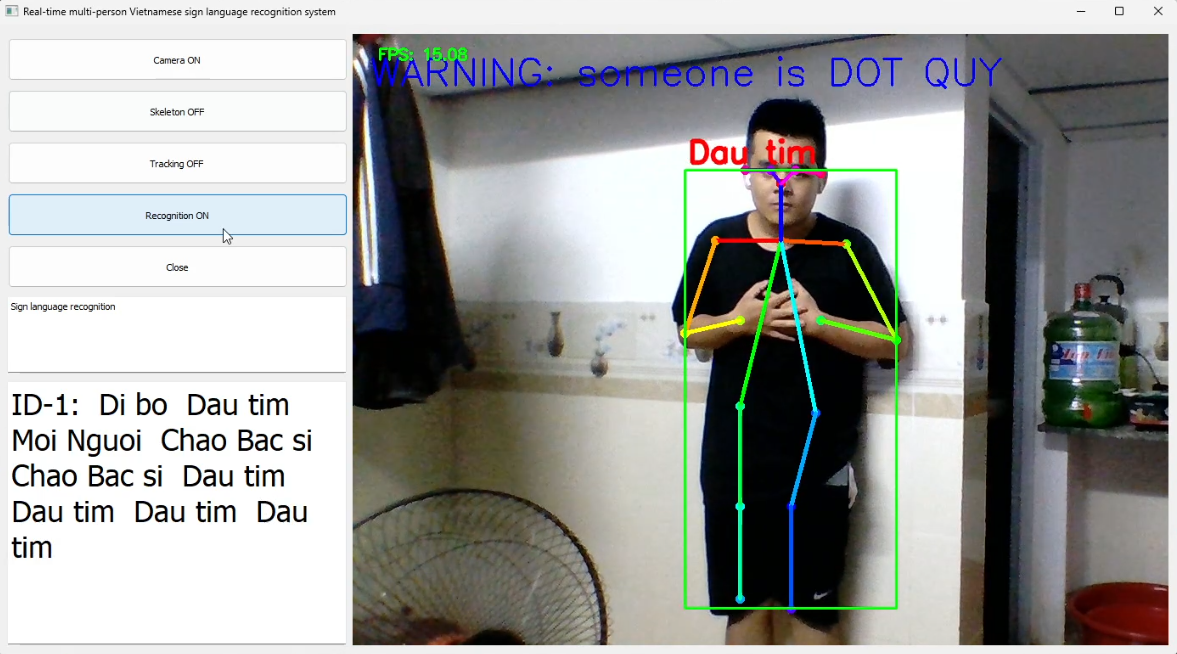 Real-time multi-person Vietnamese sign language recognition system
Camera ON
Skeleton OFF
Tracking OFF
Recognition ON
Close
Sign language recognition
ID-1: Di bo Dau tim
Moi Nguoi Chao Bac si
Chao Bac si Dau tim
Dau tim Dau tim Dau
tim
FPS: 15.08
WARNING: someone is DOT QUY
Dau tim